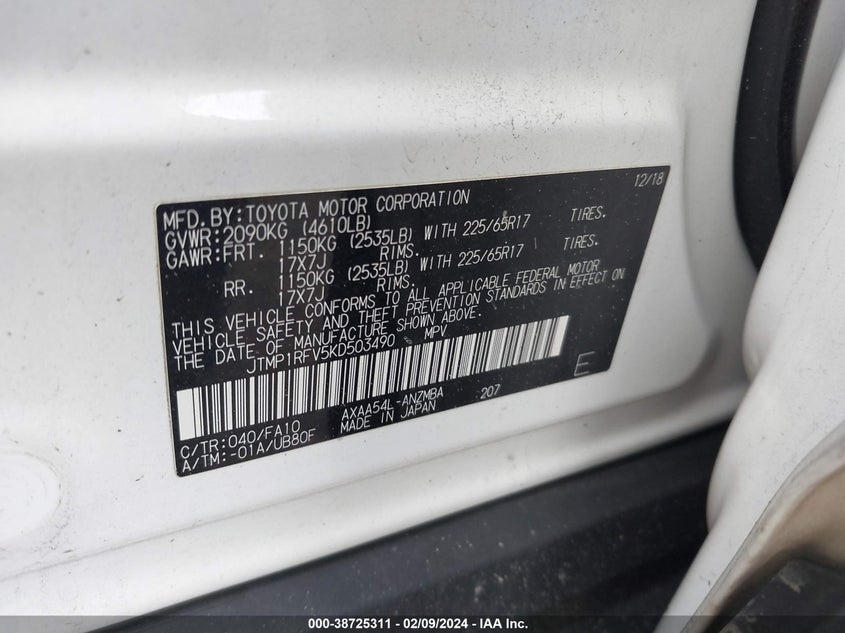 12/18
MFD. BY: TOYOTA MOTOR CORPORATION
GVWR: 2090KG (4610LB)
GAWR: FRT. 1150KG (2535LB) WITH 225/65R17 TIRES.
17X7J RIMS.
RR. 1150KG (2535LB) WITH 225/65R17 TIRES.
17X7J RIMS.
THIS VEHICLE CONFORMS TO ALL APPLICABLE FEDERAL MOTOR
VEHICLE SAFETY AND THEFT PREVENTION STANDARDS IN EFFECT ON
THE DATE OF MANUFACTURE SHOWN ABOVE.
JTMP1RFV5KD503490 MPV
E
C/TR: 040/FA10 AXAA54L-ANZMBA 207
A/TM: -01A/UB80F MADE IN JAPAN
000-38725311 - 02/09/2024 - IAA Inc.